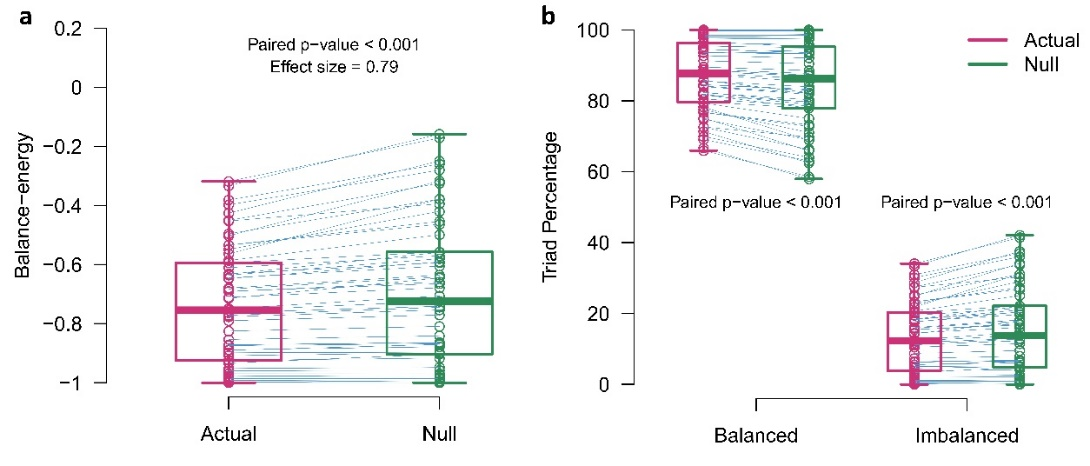 a
Paired p−value < 0.001
Effect size = 0.79
Balance−energy
0.2
0
−0.2
−0.4
−0.6
−0.8
−1
Actual
Null
b
Actual
Null
Triad Percentage
100
80
60
40
20
0
Paired p−value < 0.001
Paired p−value < 0.001
Balanced
Imbalanced